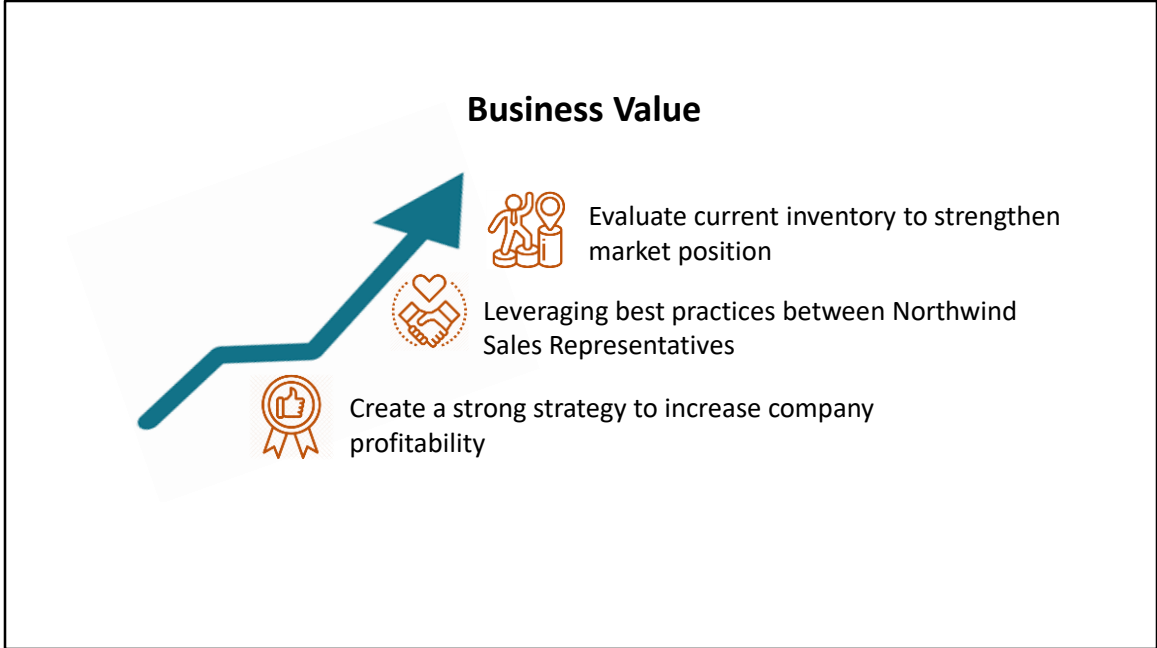 Business Value
Evaluate current inventory to strengthen
market position
Leveraging best practices between Northwind
Sales Representatives
Create a strong strategy to increase company
profitability